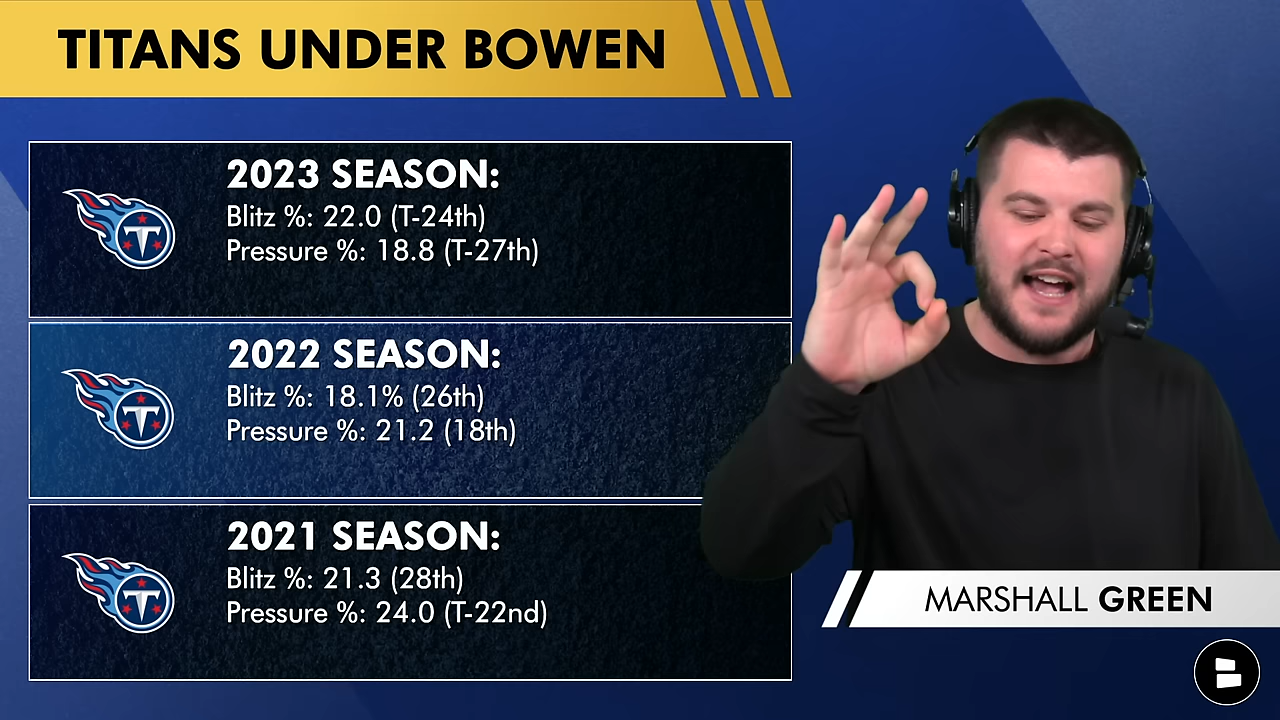 TITANS UNDER BOWEN
2023 SEASON:
Blitz %: 22.0 (T-24th)
Pressure %: 18.8 (T-27th)
2022 SEASON:
Blitz %: 18.1% (26th)
Pressure %: 21.2 (18th)
2021 SEASON:
Blitz %: 21.3 (28th)
Pressure %: 24.0 (T-22nd)
MARSHALL GREEN